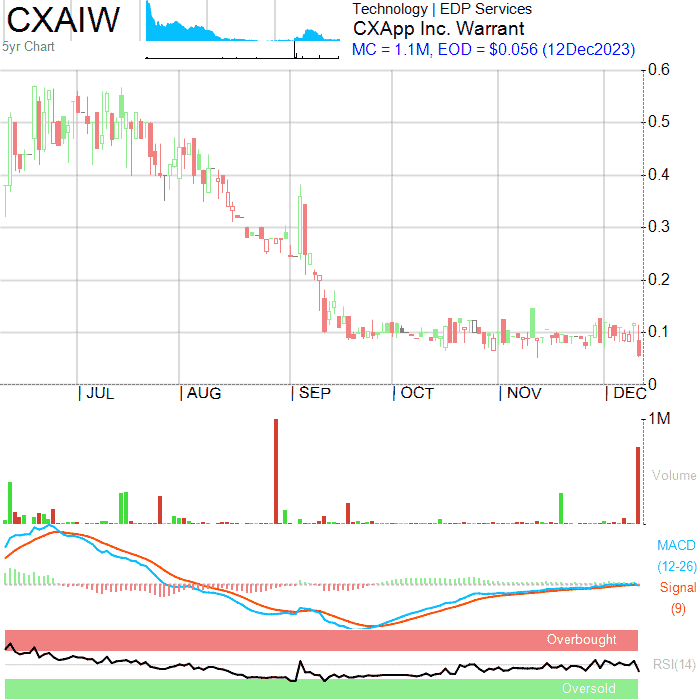 CXAIW
5yr Chart
Technology | EDP Services
CXApp Inc. Warrant
MC = 1.1M, EOD = $0.056 (12Dec2023)
0.6
0.5
0.4
0.3
0.2
0.1
0
| JUL | AUG | SEP | OCT | NOV | DEC
1M
Volume
MACD
(12-26)
Signal
(9)
Overbought
RSI(14)
Oversold